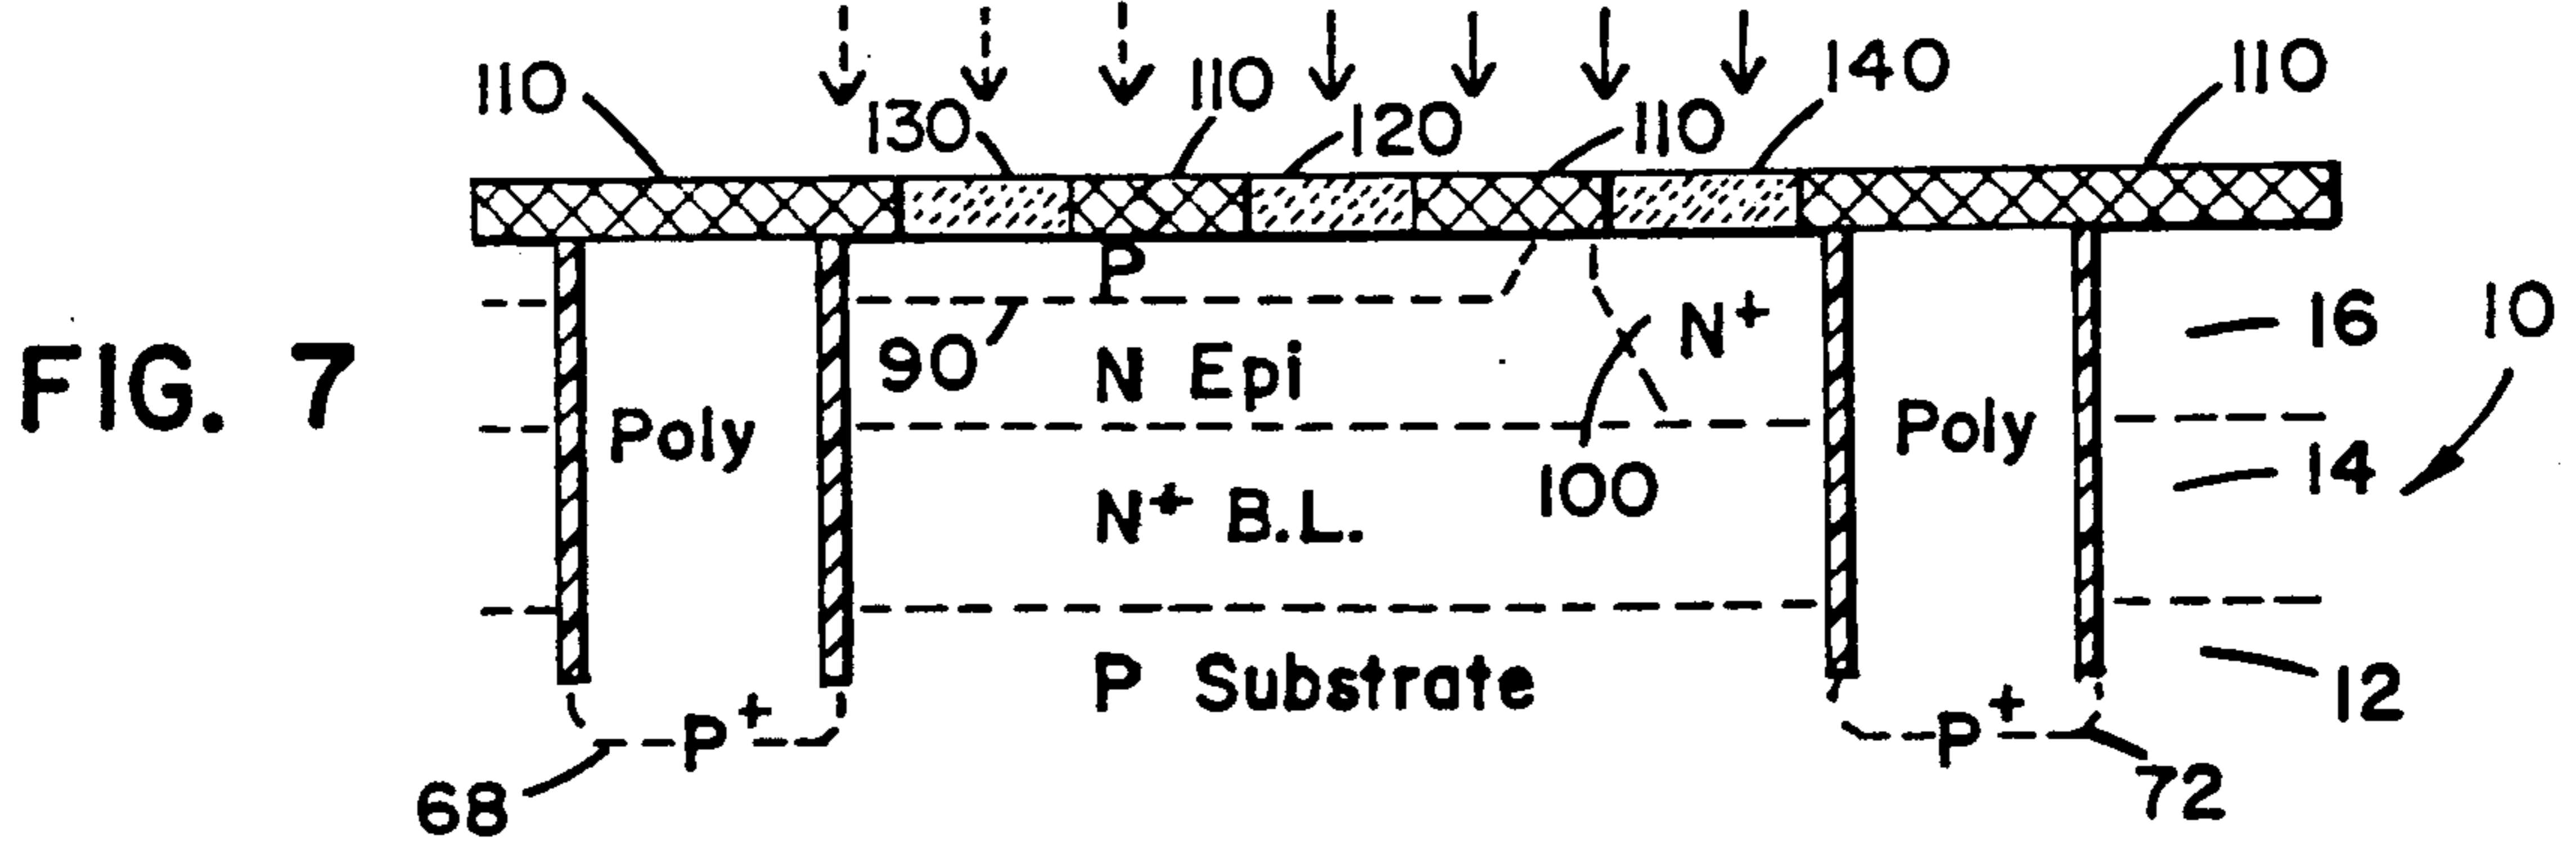 110 130 110 120 110 140 110
P
FIG. 7
90 N Epi N+ 16 10
Poly 100 Poly 14
N+ B.L.
P Substrate 12
P+ P+
68 72